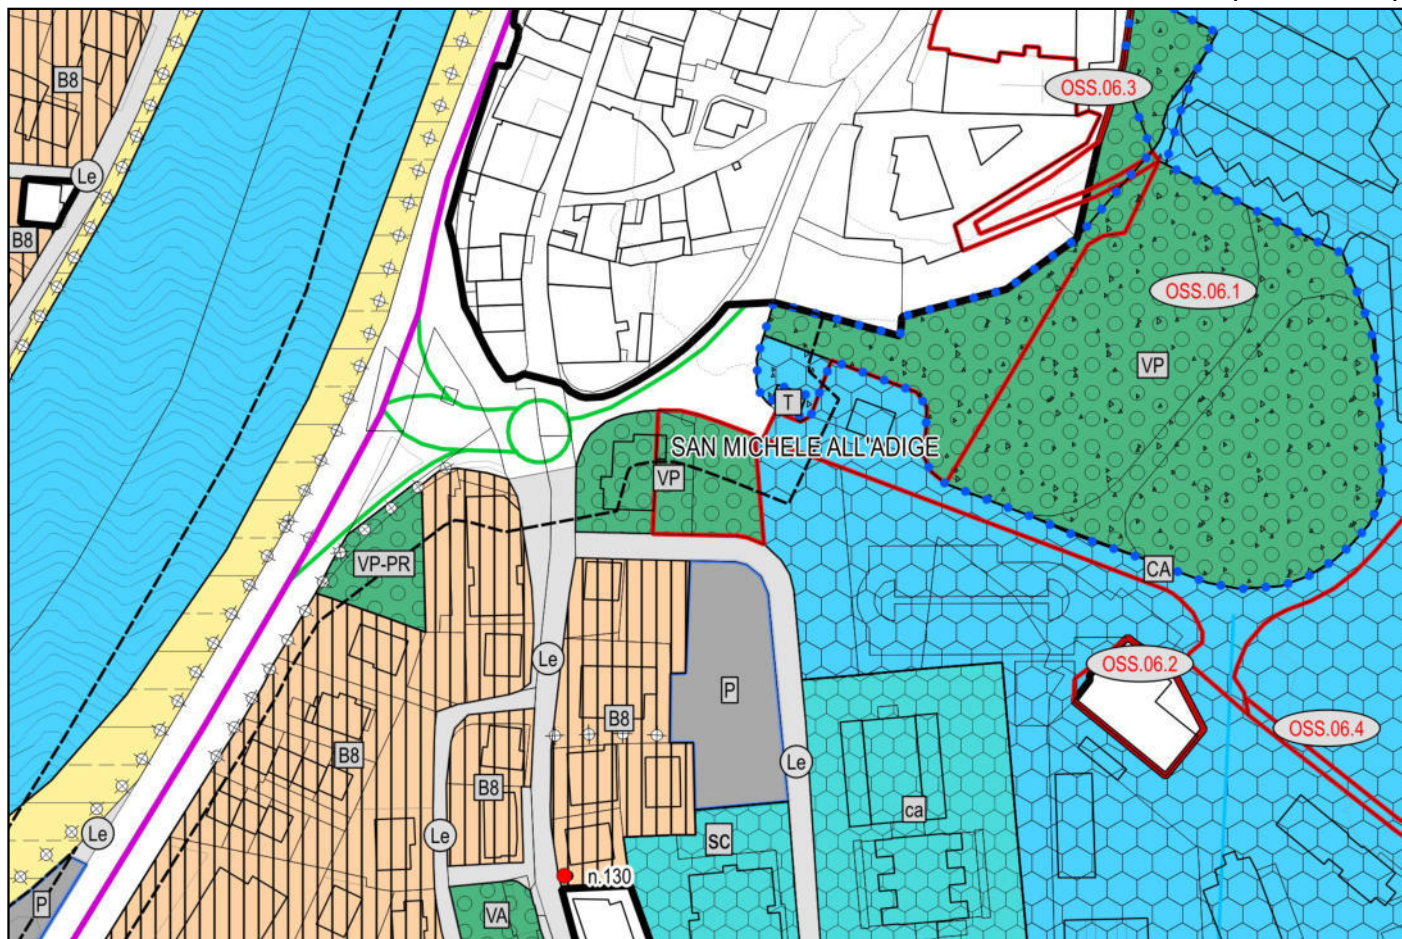 B8
OSS.06.3
Le
B8
OSS.06.1
VP
T
SAN MICHELE ALL'ADIGE
VP
VP-PR
CA
Le
OSS.06.2
P
B8
OSS.06.4
B8
Le
B8
ca
Le
Le
SC
n.130
P
VA